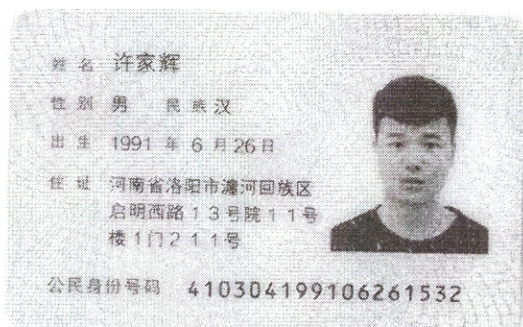 姓名 许家辉
性别 男 民族 汉
出生 1991 年 6 月 26 日
住址 河南省洛阳市瀍河回族区
启明西路13号院11号
楼1门211号
公民身份号码 410304199106261532